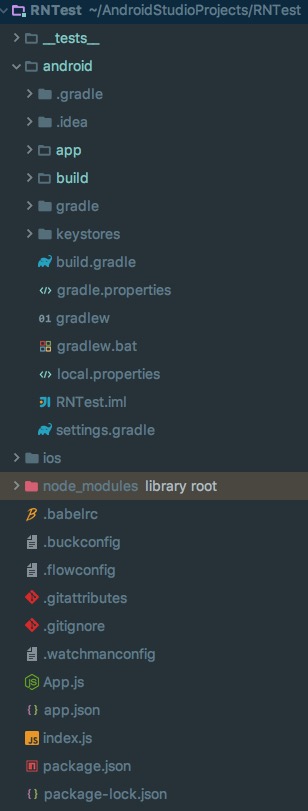 RNTest ~/AndroidStudioProjects/RNTest
__tests__
android
.gradle
.idea
app
build
gradle
keystores
build.gradle
gradle.properties
01 gradlew
gradlew.bat
local.properties
RNTest.iml
settings.gradle
ios
node_modules library root
.babelrc
.buckconfig
.flowconfig
.gitattributes
.gitignore
.watchmanconfig
App.js
app.json
JS index.js
package.json
package-lock.json